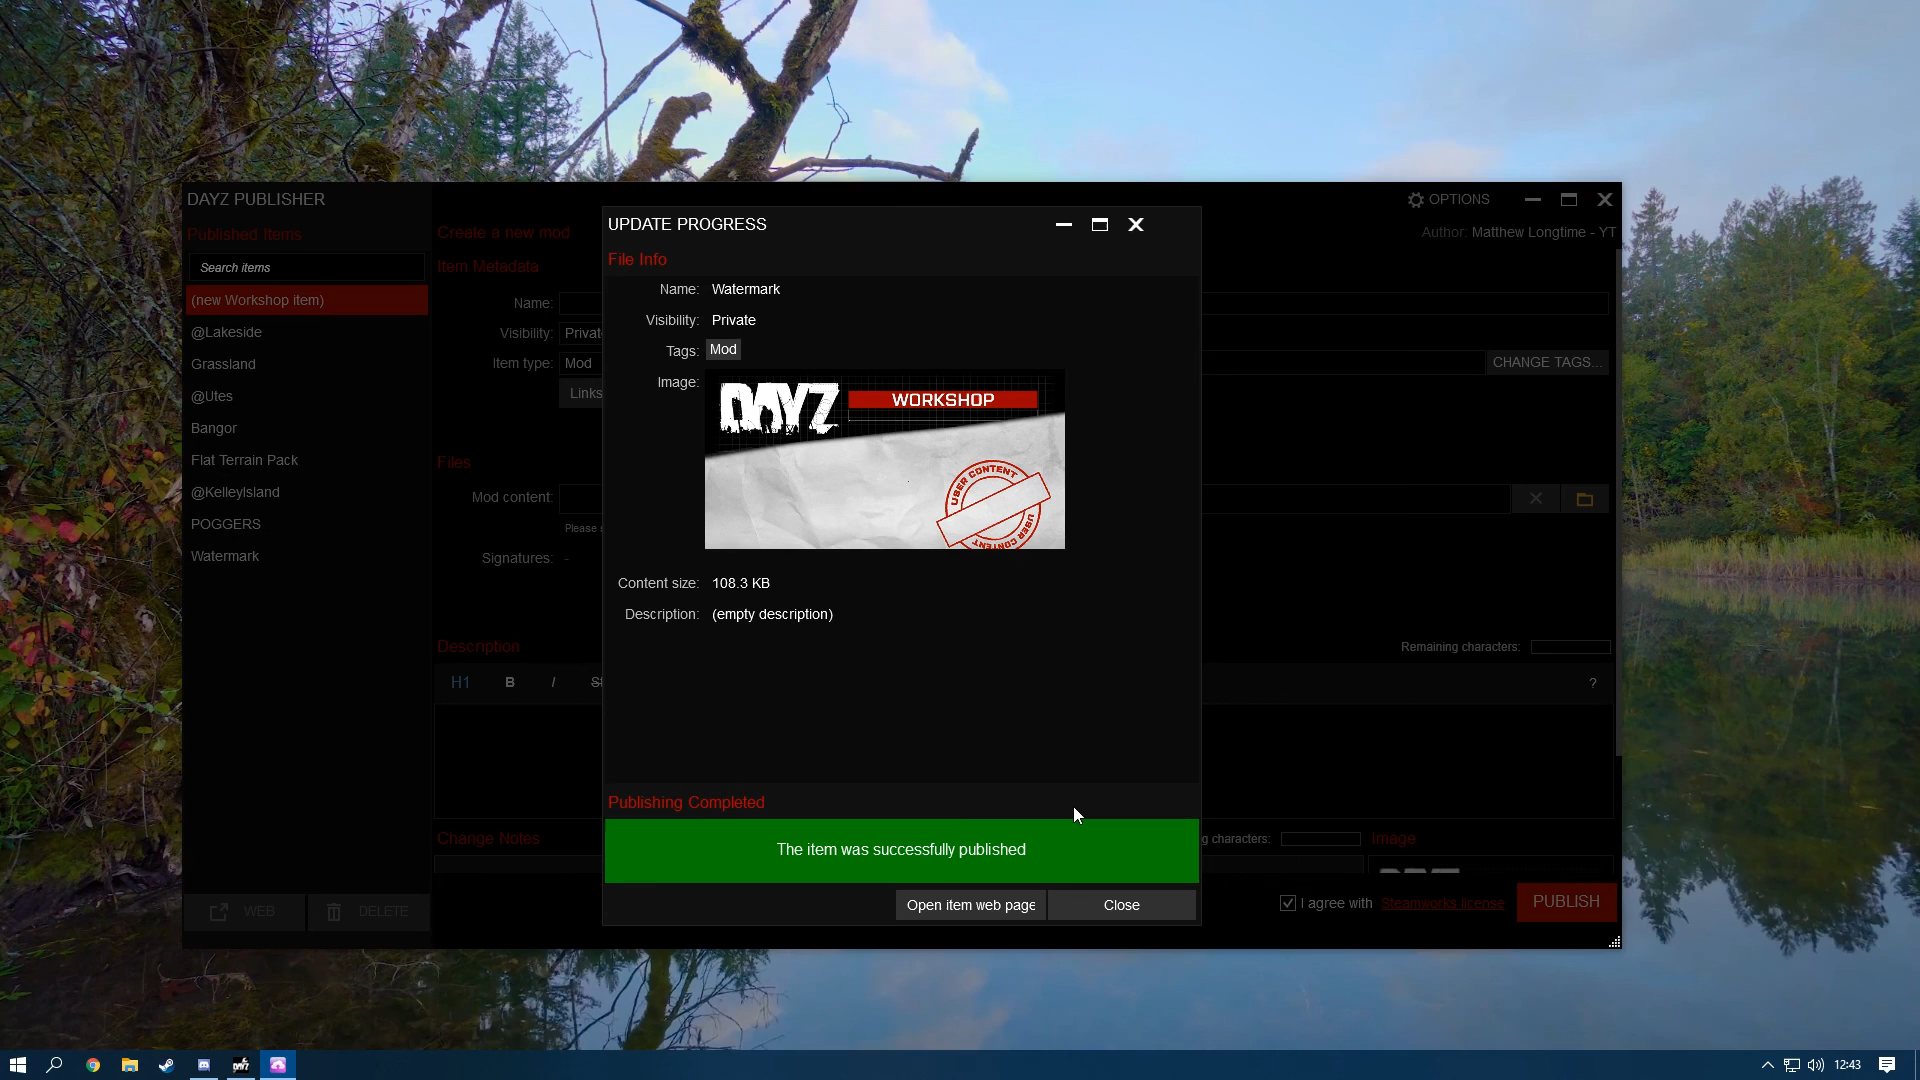 DAYZ PUBLISHER
Published Items
Search items
(new Workshop item)
@Lakeside
Grassland
@Utes
Bangor
Flat Terrain Pack
@KelleyIsland
POGGERS
Watermark
WEB
DELETE
Create a new mod
Item Metadata
Name:
Visibility:
Item type:
Mod
Links
Files
Mod content:
Please
Signatures: -
Description
H1
B
I
Change Notes
UPDATE PROGRESS
File Info
Name: Watermark
Visibility: Private
Tags: Mod
Image:
DAYZ
WORKSHOP
USER CONTENT
USER CONTENT
Content size: 108.3 KB
Description: (empty description)
Publishing Completed
The item was successfully published
Open item web page
Close
OPTIONS
Author: Matthew Longtime - YT
CHANGE TAGS...
Remaining characters:
?
characters:
Image
I agree with Steamworks license
PUBLISH
DAYZ
12:43